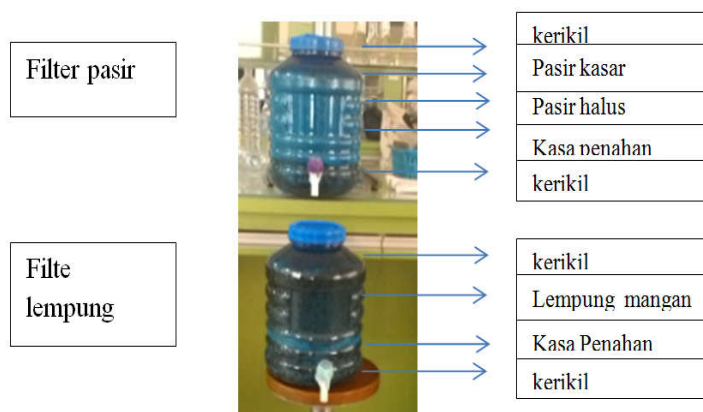 Filter pasir
kerikil
Pasir kasar
Pasir halus
Kasa penahan
kerikil
Filte
lempung
kerikil
Lempung mangan
Kasa Penahan
kerikil